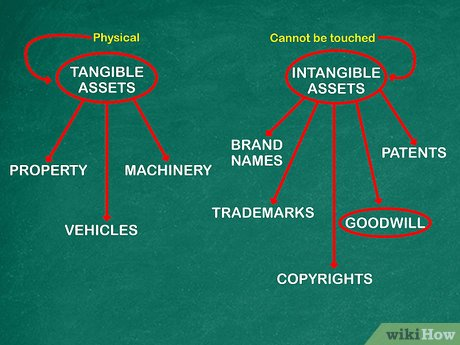 Physical
TANGIBLE
ASSETS
PROPERTY
MACHINERY
VEHICLES
Cannot be touched
INTANGIBLE
ASSETS
BRAND
NAMES
PATENTS
TRADEMARKS
GOODWILL
COPYRIGHTS
wikiHow